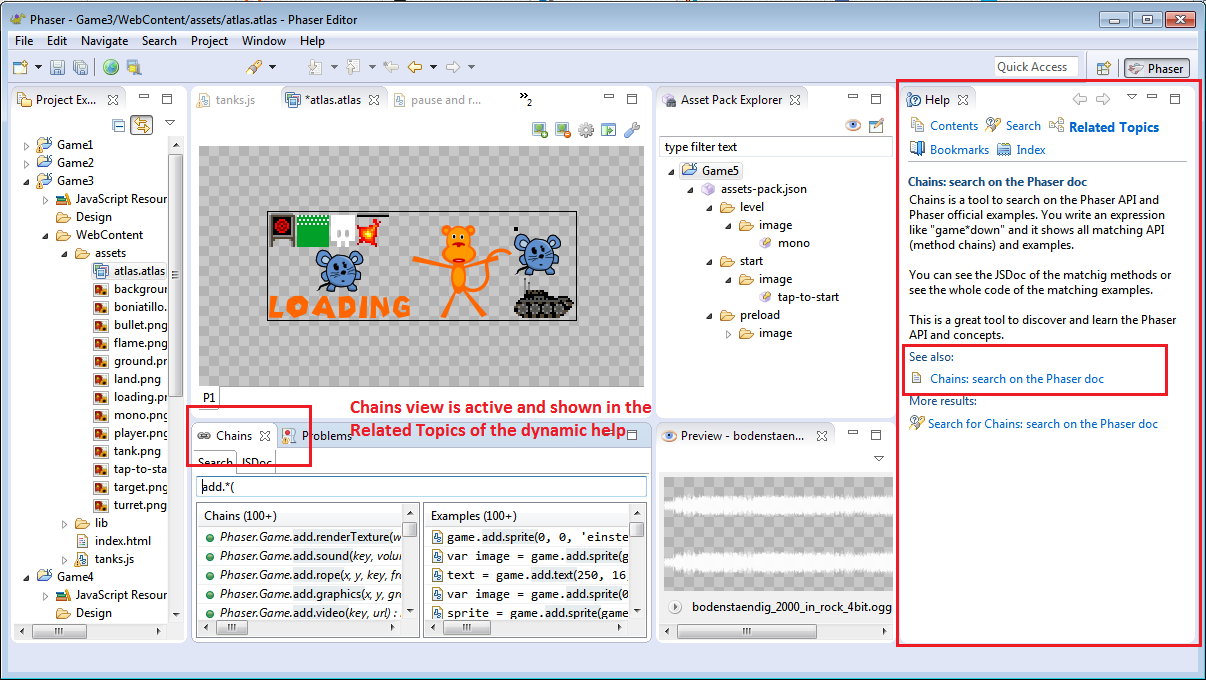 Phaser - Game3/WebContent/assets/atlas.atlas - Phaser Editor
File Edit Navigate Search Project Window Help
Quick Access
Phaser
Project Ex...
Game1
Game2
Game3
JavaScript Resour
Design
WebContent
assets
atlas.atlas
backgroun
boniatillo.
bullet.png
flame.png
ground.pr
land.png
loading.pr
mono.png
player.png
tank.png
tap-to-sta
target.png
turret.png
lib
index.html
tanks.js
Game4
JavaScript Resour
Design
tanks.js
*atlas.atlas
pause and r...
»2
LOADING
P1
Chains view is active and shown in the
Related Topics of the dynamic help
Chains
Problems
Search JSDoc
add.*(
Chains (100+)
Phaser.Game.add.renderTexture(w
Phaser.Game.add.sound(key, volur
Phaser.Game.add.rope(x, y, key, fra
Phaser.Game.add.graphics(x, y, gr
Phaser.Game.add.video(key, url) :
Examples (100+)
game.add.sprite(0, 0, 'einste
var image = game.add.sprite(g
text = game.add.text(250, 16,
var image = game.add.sprite(0
sprite = game.add.sprite(game
Asset Pack Explorer
type filter text
Game5
assets-pack.json
level
image
mono
start
image
tap-to-start
preload
image
Preview - bodenstaen...
bodenstaendig_2000_in_rock_4bit.ogg
Help
Contents Search Related Topics
Bookmarks Index
Chains: search on the Phaser doc
Chains is a tool to search on the Phaser API and
Phaser official examples. You write an expression
like "game*down" and it shows all matching API
(method chains) and examples.
You can see the JSDoc of the matchig methods or
see the whole code of the matching examples.
This is a great tool to discover and learn the Phaser
API and concepts.
See also:
Chains: search on the Phaser doc
More results:
Search for Chains: search on the Phaser doc